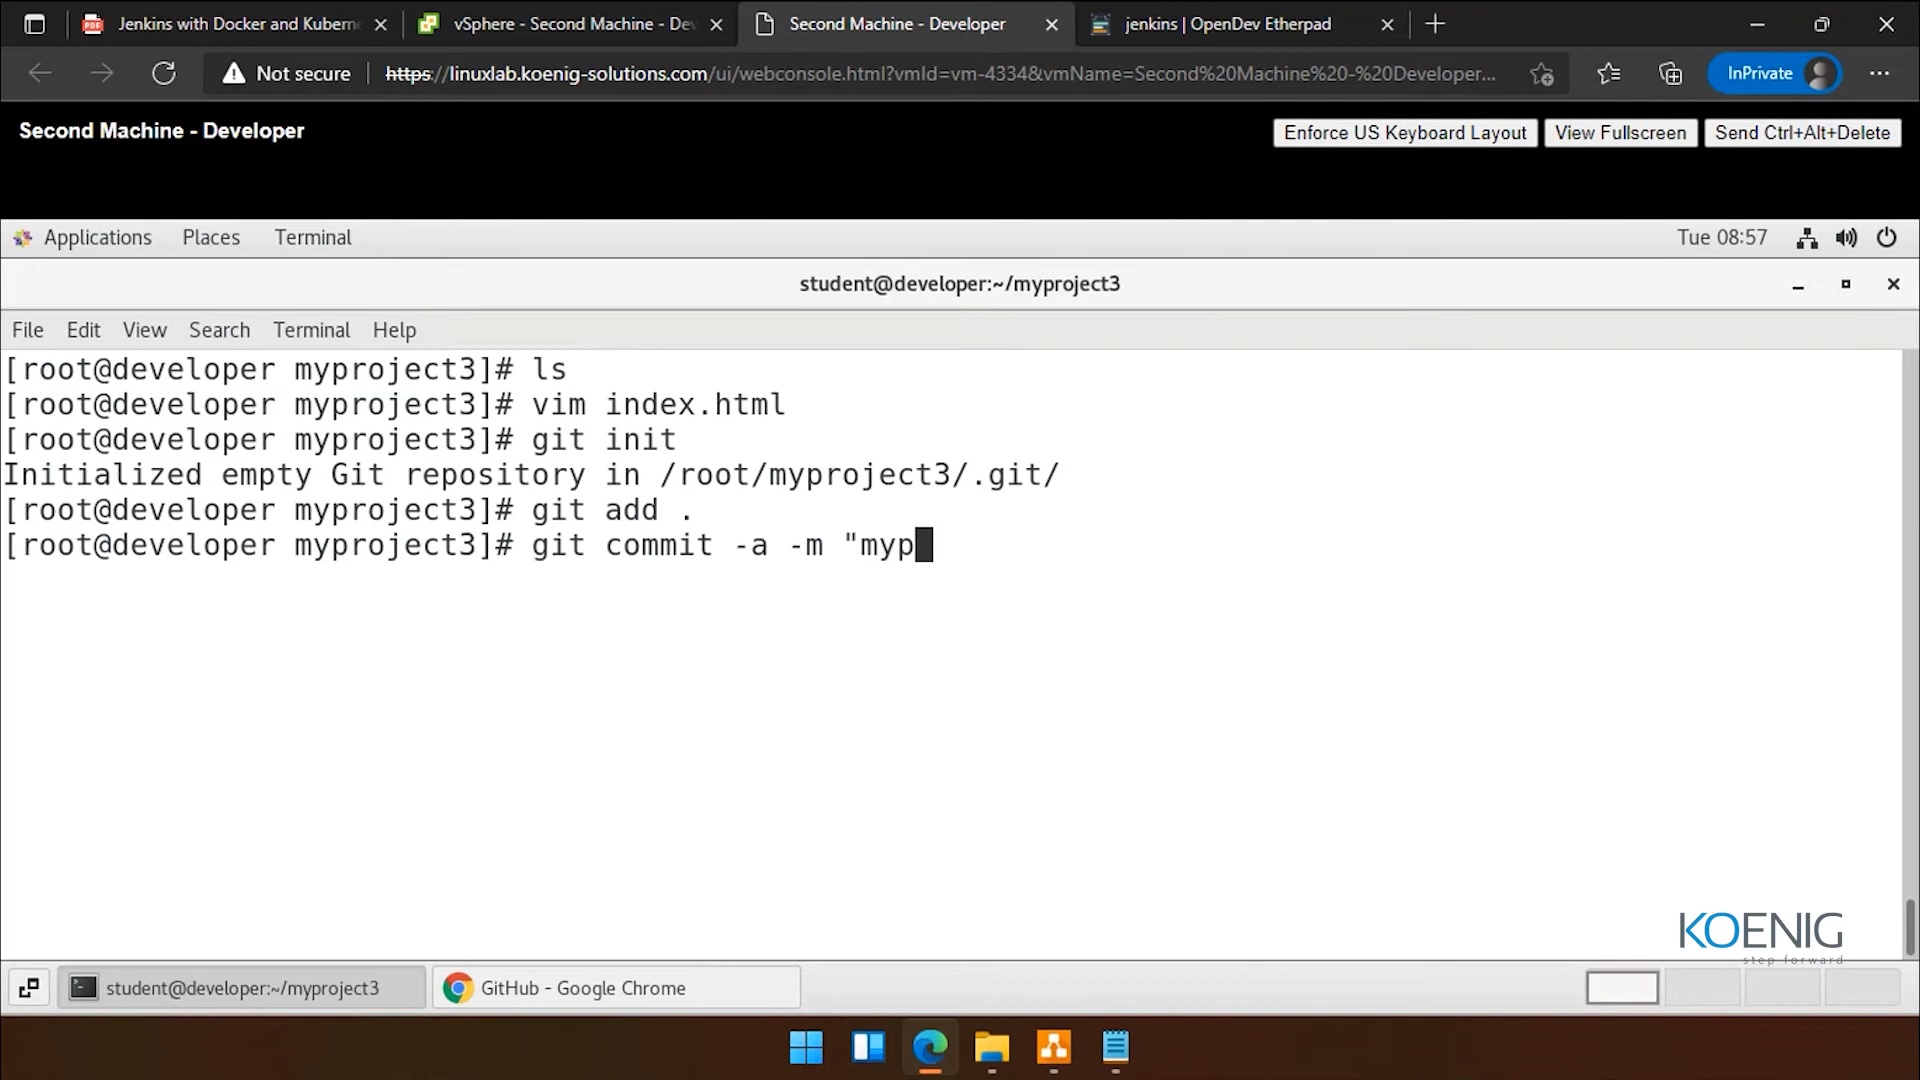 Jenkins with Docker and Kuberne
vSphere - Second Machine - Dev
Second Machine - Developer
jenkins | OpenDev Etherpad
Not secure
https://linuxlab.koenig-solutions.com/ui/webconsole.html?vmId=vm-4334&vmName=Second%20Machine%20-%20Developer...
InPrivate
Second Machine - Developer
Enforce US Keyboard Layout
View Fullscreen
Send Ctrl+Alt+Delete
Applications Places Terminal
Tue 08:57
student@developer:~/myproject3
File Edit View Search Terminal Help
[root@developer myproject3]# ls
[root@developer myproject3]# vim index.html
[root@developer myproject3]# git init
Initialized empty Git repository in /root/myproject3/.git/
[root@developer myproject3]# git add .
[root@developer myproject3]# git commit -a -m "myp
KOENIG
step forward
student@developer:~/myproject3
GitHub - Google Chrome